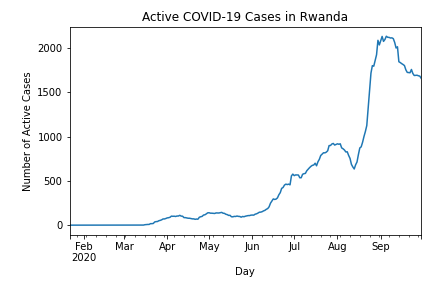 Active COVID-19 Cases in Rwanda
Number of Active Cases
2000
1500
1000
500
0
Feb Mar Apr May Jun Jul Aug Sep
2020
Day